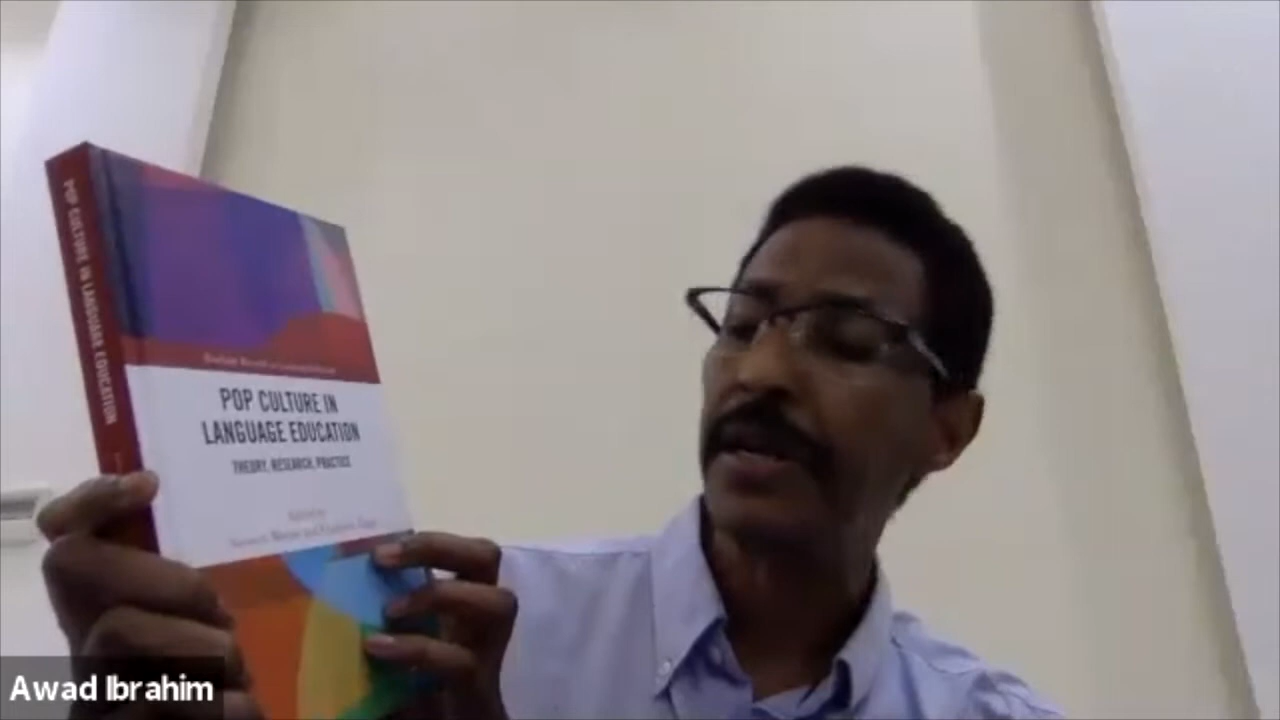 POP CULTURE IN LANGUAGE EDUCATION
POP CULTURE IN
LANGUAGE EDUCATION
THEORY, RESEARCH, PRACTICE
Awad Ibrahim